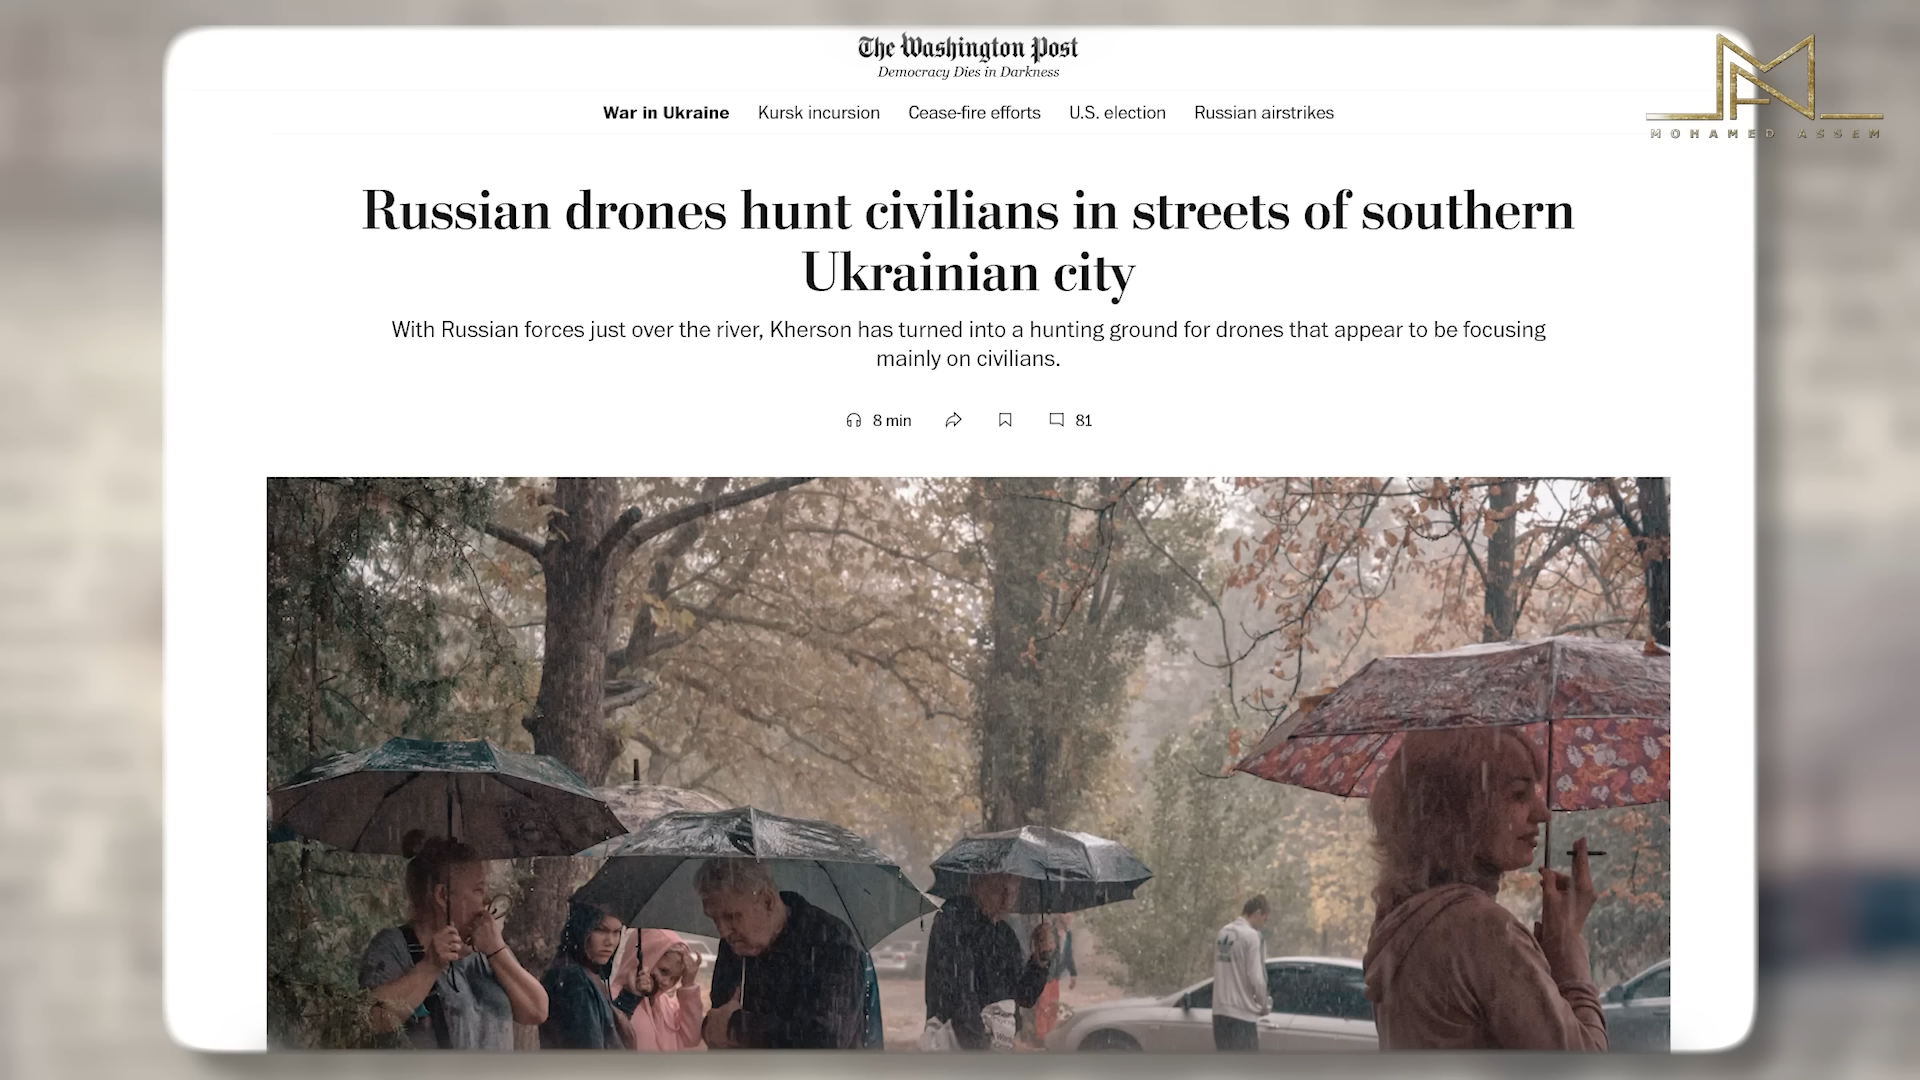 The Washington Post
Democracy Dies in Darkness
War in Ukraine Kursk incursion Cease-fire efforts U.S. election Russian airstrikes
MOHAMED ASSEM
Russian drones hunt civilians in streets of southern
Ukrainian city
With Russian forces just over the river, Kherson has turned into a hunting ground for drones that appear to be focusing
mainly on civilians.
8 min 81